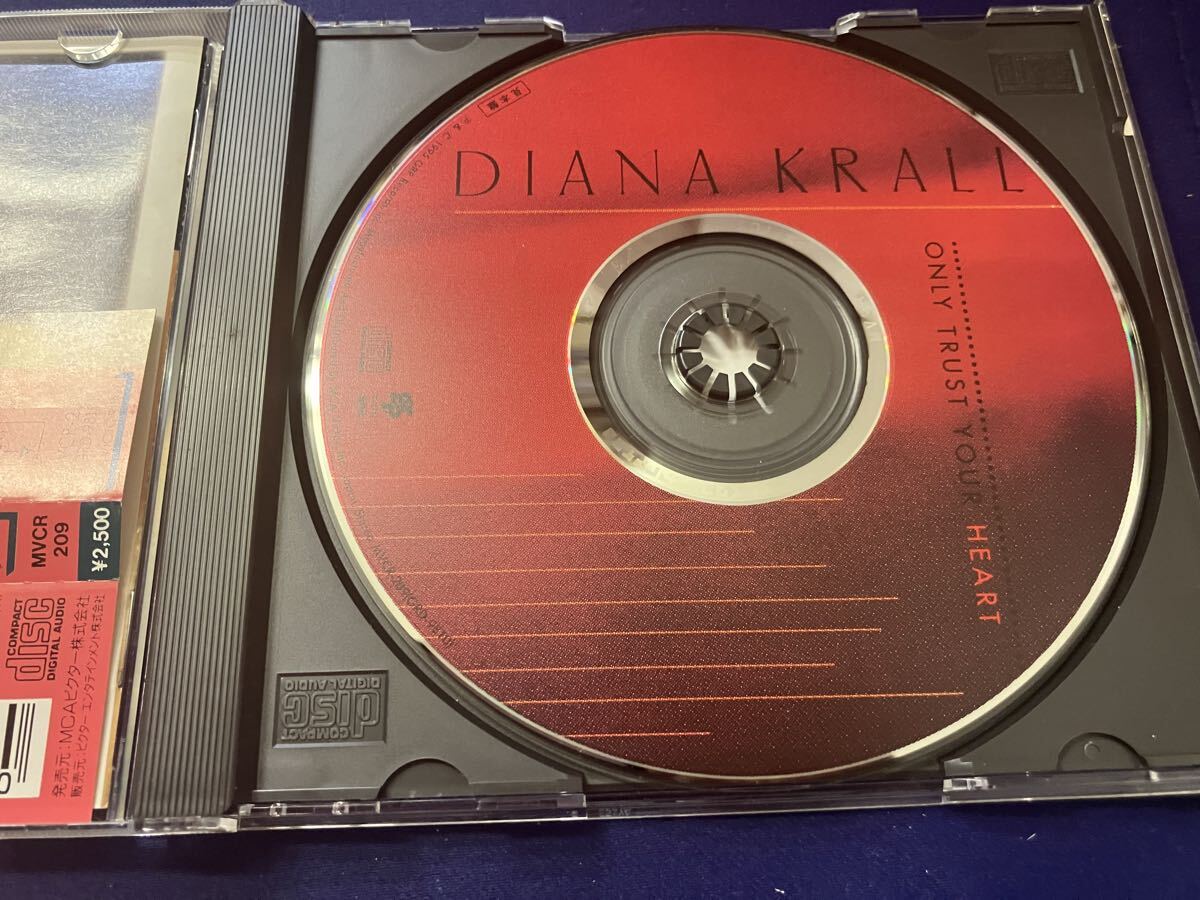 見本盤
DIANA KRALL
ONLY TRUST YOUR HEART
MVCR
209
¥2,500
COMPACT
disc
DIGITAL AUDIO
発売元:MCAビクター株式会社
販売元:ビクター エンタテインメント株式会社
COMPACT
disc
DIGITAL AUDIO